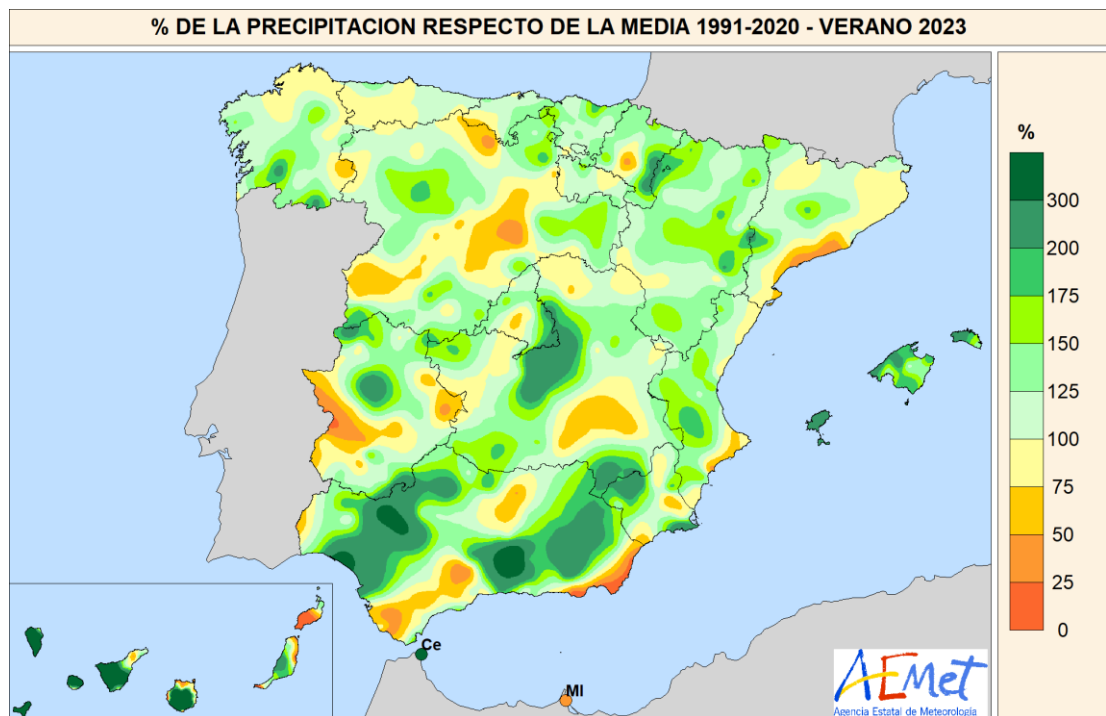 % DE LA PRECIPITACION RESPECTO DE LA MEDIA 1991-2020 - VERANO 2023
%
300
200
175
150
125
100
75
50
25
0
Ce
Ml
AEMet
Agencia Estatal de Meteorología